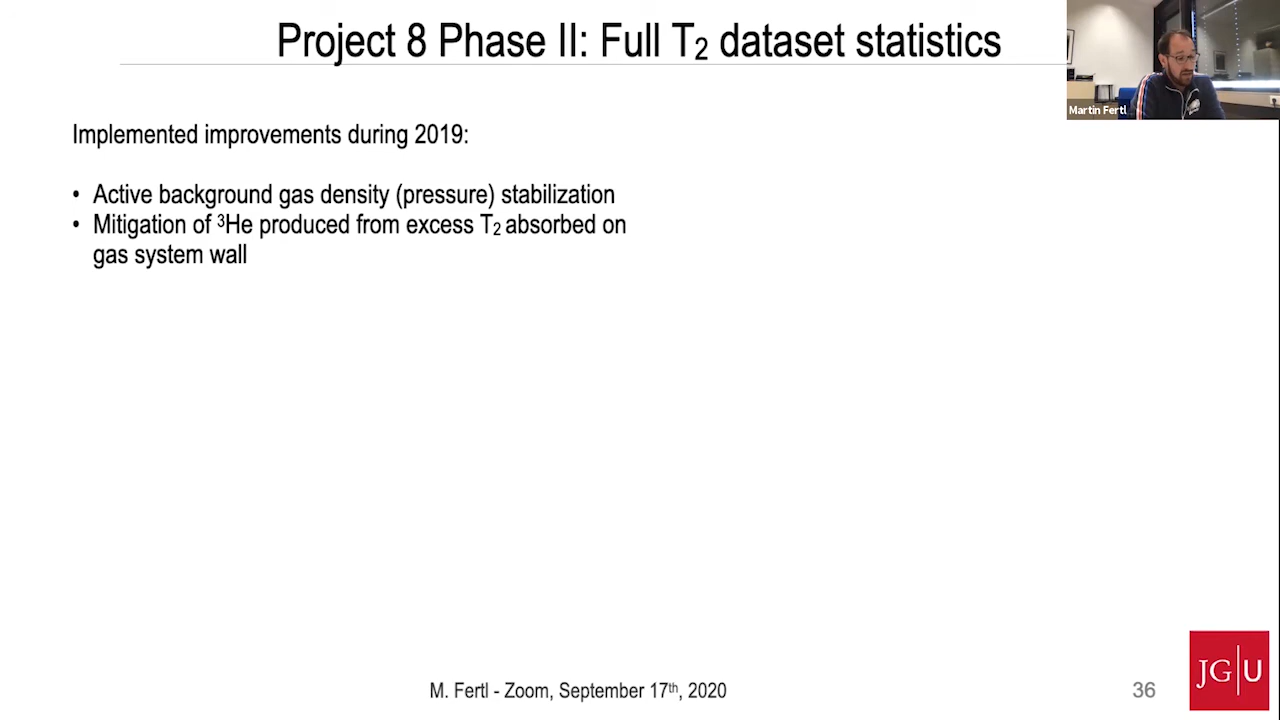 Project 8 Phase II: Full T₂ dataset statistics
Martin Fertl
Implemented improvements during 2019:
• Active background gas density (pressure) stabilization
• Mitigation of ³He produced from excess T₂ absorbed on
gas system wall
M. Fertl - Zoom, September 17th, 2020
36
JG|U